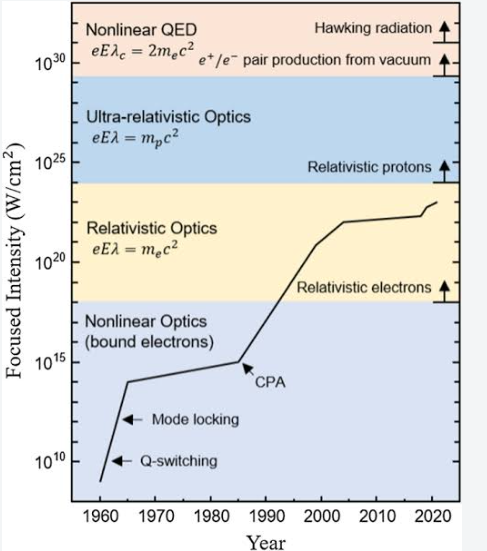 Nonlinear QED
Hawking radiation
eEλc = 2mec²
e⁺/e⁻ pair production from vacuum
10³⁰
Ultra-relativistic Optics
eEλ = mpc²
10²⁵
Relativistic protons
Relativistic Optics
eEλ = mec²
10²⁰
Relativistic electrons
Nonlinear Optics
(bound electrons)
10¹⁵
CPA
Mode locking
10¹⁰
Q-switching
Focused Intensity (W/cm²)
1960 1970 1980 1990 2000 2010 2020
Year